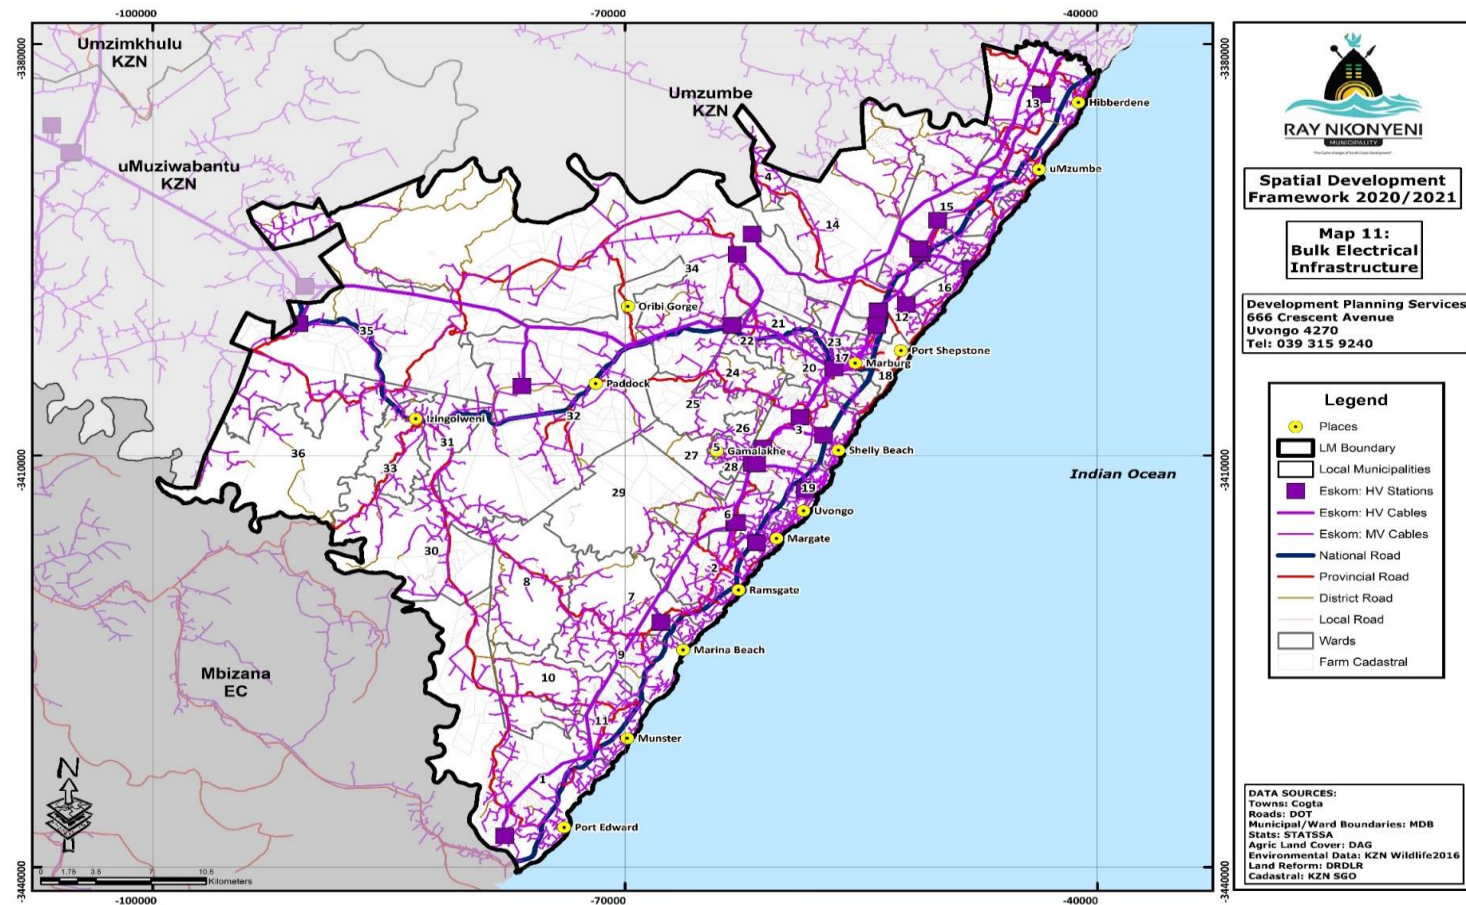 -100000
-70000
-40000
-3380000
-3380000
Umzimkhulu
KZN
Umzumbe
KZN
uMuziwabantu
KZN
13
Hibberdene
uMzumbe
4
15
14
34
16
Oribi Gorge
12
21
35
22
23
Port Shepstone
17
Marburg
20
24
18
Paddock
25
32
Izingolweni
26
3
31
5
Gamalakhe
Shelly Beach
36
27
28
33
-3410000
-3410000
Indian Ocean
29
19
Uvongo
6
Margate
30
2
8
Ramsgate
7
Marina Beach
9
Mbizana
EC
10
11
Munster
1
Port Edward
N
0 1.75 3.5 7 10.5
Kilometers
-3440000
-3440000
-100000
-70000
-40000
RAY NKONYENI
MUNICIPALITY
Spatial Development
Framework 2020/2021
Map 11:
Bulk Electrical
Infrastructure
Development Planning Services
666 Crescent Avenue
Uvongo 4270
Tel: 039 315 9240
Legend
Places
LM Boundary
Local Municipalities
Eskom: HV Stations
Eskom: HV Cables
Eskom: MV Cables
National Road
Provincial Road
District Road
Local Road
Wards
Farm Cadastral
DATA SOURCES:
Towns: Cogta
Roads: DOT
Municipal/Ward Boundaries: MDB
Stats: STATSSA
Agric Land Cover: DAG
Environmental Data: KZN Wildlife2016
Land Reform: DRDLR
Cadastral: KZN SGO